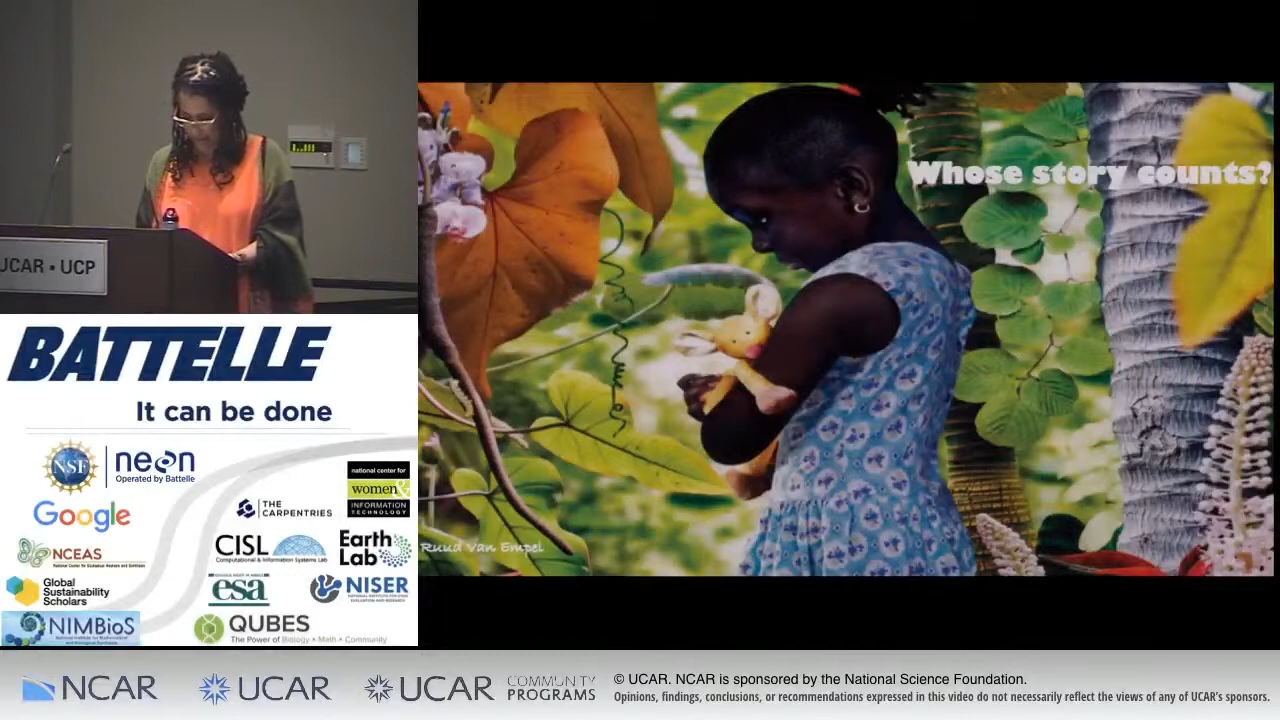 UCAR • UCP
BATTELLE
It can be done
NSF
neon
Operated by Battelle
national center for
women&
INFORMATION
TECHNOLOGY
Google
THE
CARPENTRIES
NCEAS
CISL
Computational & Information Systems Lab
Earth
Lab
Global
Sustainability
Scholars
esa
NISER
NIMBioS
QUBES
The Power of Biology • Math • Community
Whose story counts?
Ruud Van Empel
NCAR
UCAR
UCAR
COMMUNITY
PROGRAMS
© UCAR. NCAR is sponsored by the National Science Foundation.
Opinions, findings, conclusions, or recommendations expressed in this video do not necessarily reflect the views of any of UCAR's sponsors.